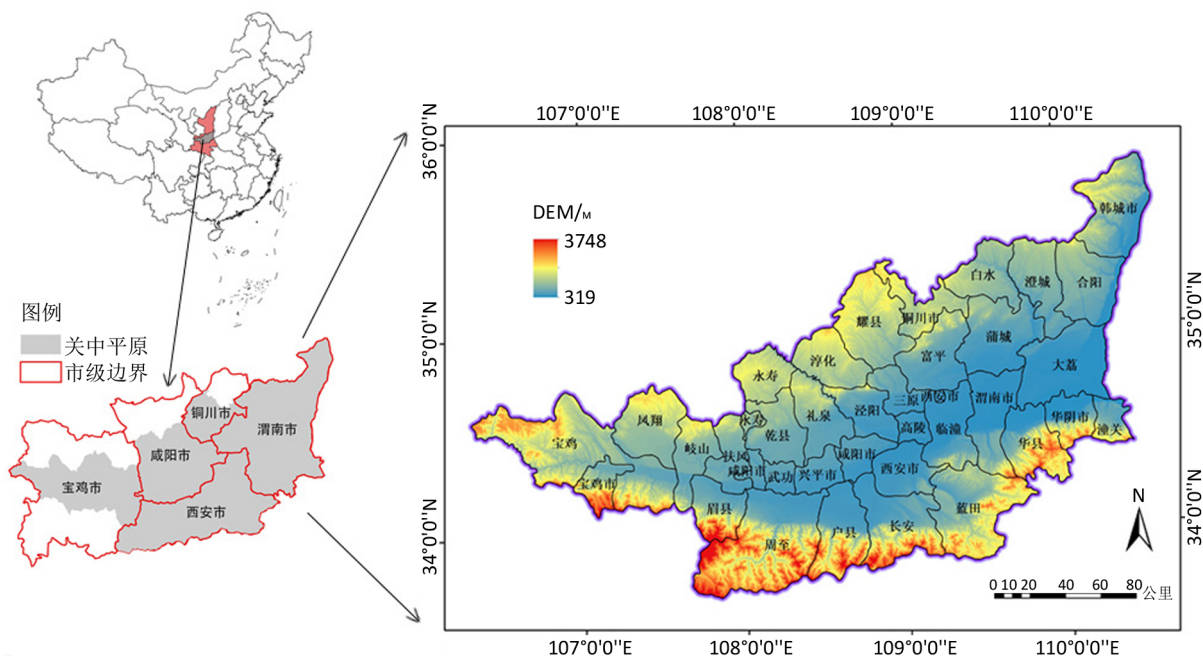 图例
关中平原
市级边界
铜川市
渭南市
咸阳市
宝鸡市
西安市
107°0'0"
108°0'0''E
109°0'0''E
110°0'0''E
36°0'0"N
35°0'0"N
34°0'0"N
35°0'0"N
34°0'0"N
DEM/M
3748
319
韩城市
白水
澄城
合阳
耀县
铜川市
蒲城
富平
大荔
淳化
永寿
三原
渭南市
凤翔
礼泉
泾阳
华阴市
潼关
宝鸡
永寿
乾县
高陵
临潼
华县
岐山
扶风
咸阳市
咸阳市
武功
兴平市
西安市
宝鸡市
眉县
蓝田
户县
长安
周至
N
0 10 20 40 60 80 公里
107°0'0"E
108°0'0''E
109°0'0''E
110°0'0''E